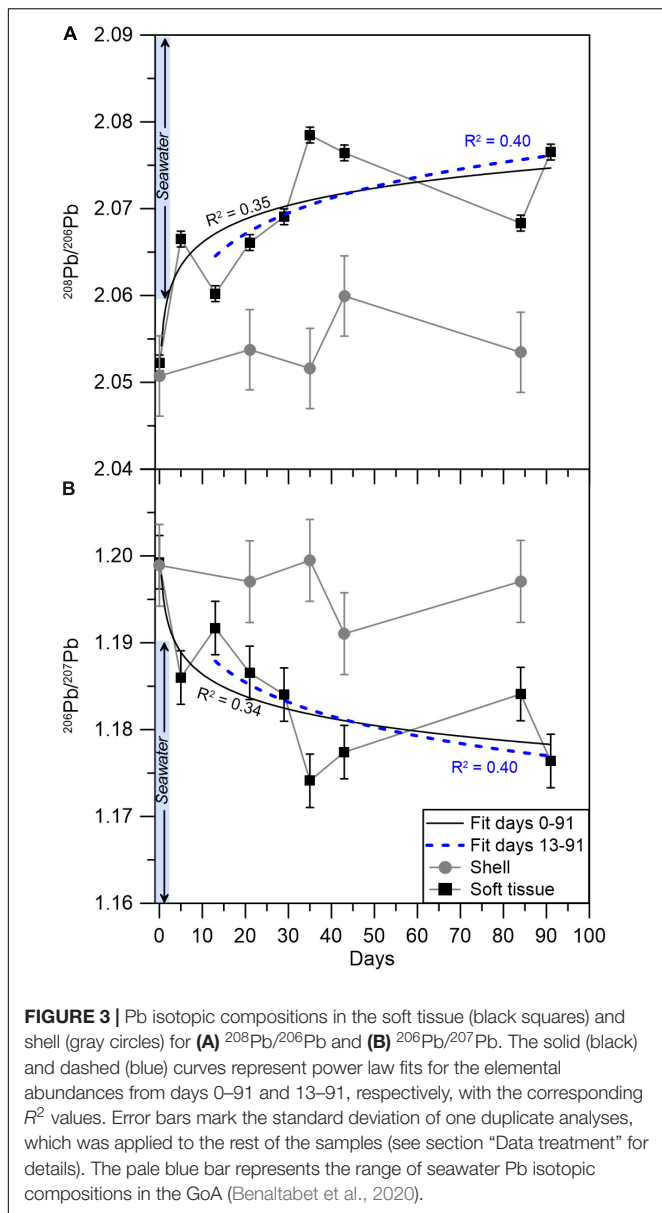 A
2.09
2.08
2.07
2.06
2.05
2.04
²⁰⁸Pb/²⁰⁶Pb
Seawater
R² = 0.35
R² = 0.40
B
1.20
1.19
1.18
1.17
1.16
²⁰⁶Pb/²⁰⁷Pb
Seawater
R² = 0.34
R² = 0.40
Fit days 0-91
Fit days 13-91
Shell
Soft tissue
0 10 20 30 40 50 60 70 80 90 100
Days
FIGURE 3 | Pb isotopic compositions in the soft tissue (black squares) and
shell (gray circles) for (A) ²⁰⁸Pb/²⁰⁶Pb and (B) ²⁰⁶Pb/²⁰⁷Pb. The solid (black)
and dashed (blue) curves represent power law fits for the elemental
abundances from days 0–91 and 13–91, respectively, with the corresponding
R² values. Error bars mark the standard deviation of one duplicate analyses,
which was applied to the rest of the samples (see section “Data treatment” for
details). The pale blue bar represents the range of seawater Pb isotopic
compositions in the GoA (Benaltabet et al., 2020).